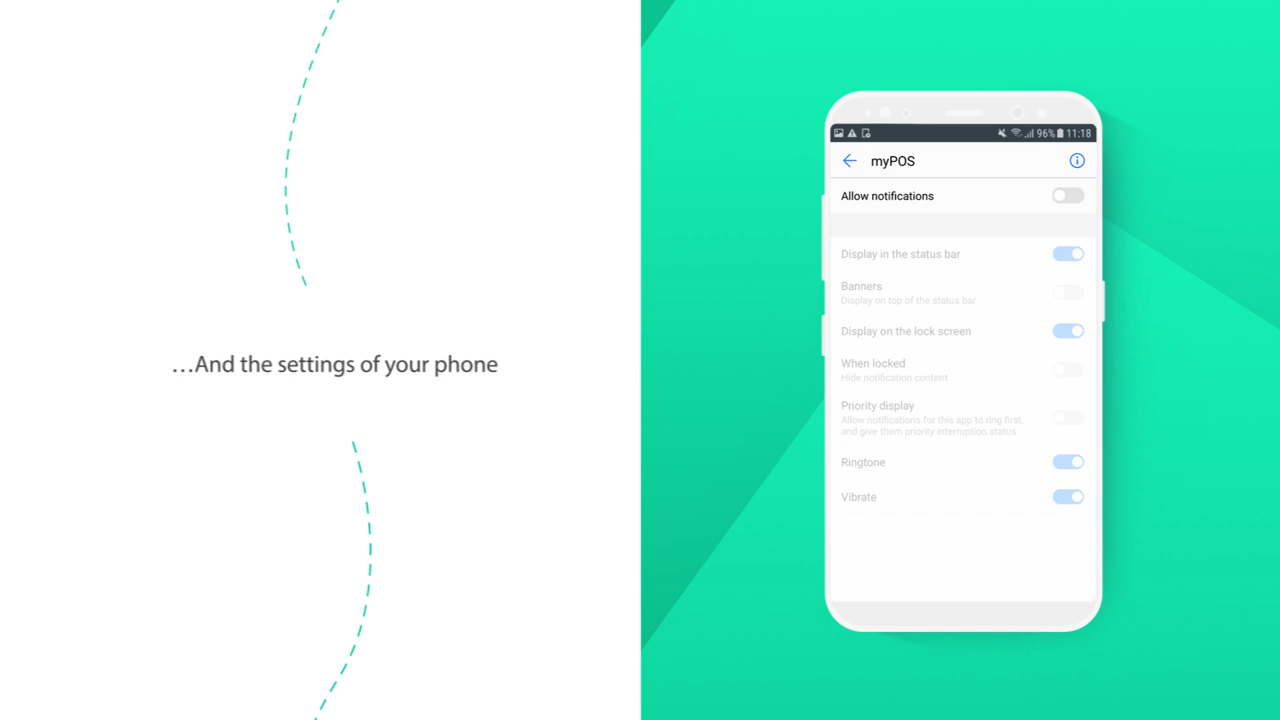 …And the settings of your phone
96% 11:18
myPOS
Allow notifications
Display in the status bar
Banners
Display on top of the status bar
Display on the lock screen
When locked
Hide notification content
Priority display
Allow notifications for this app to ring first,
and give them priority interruption status
Ringtone
Vibrate